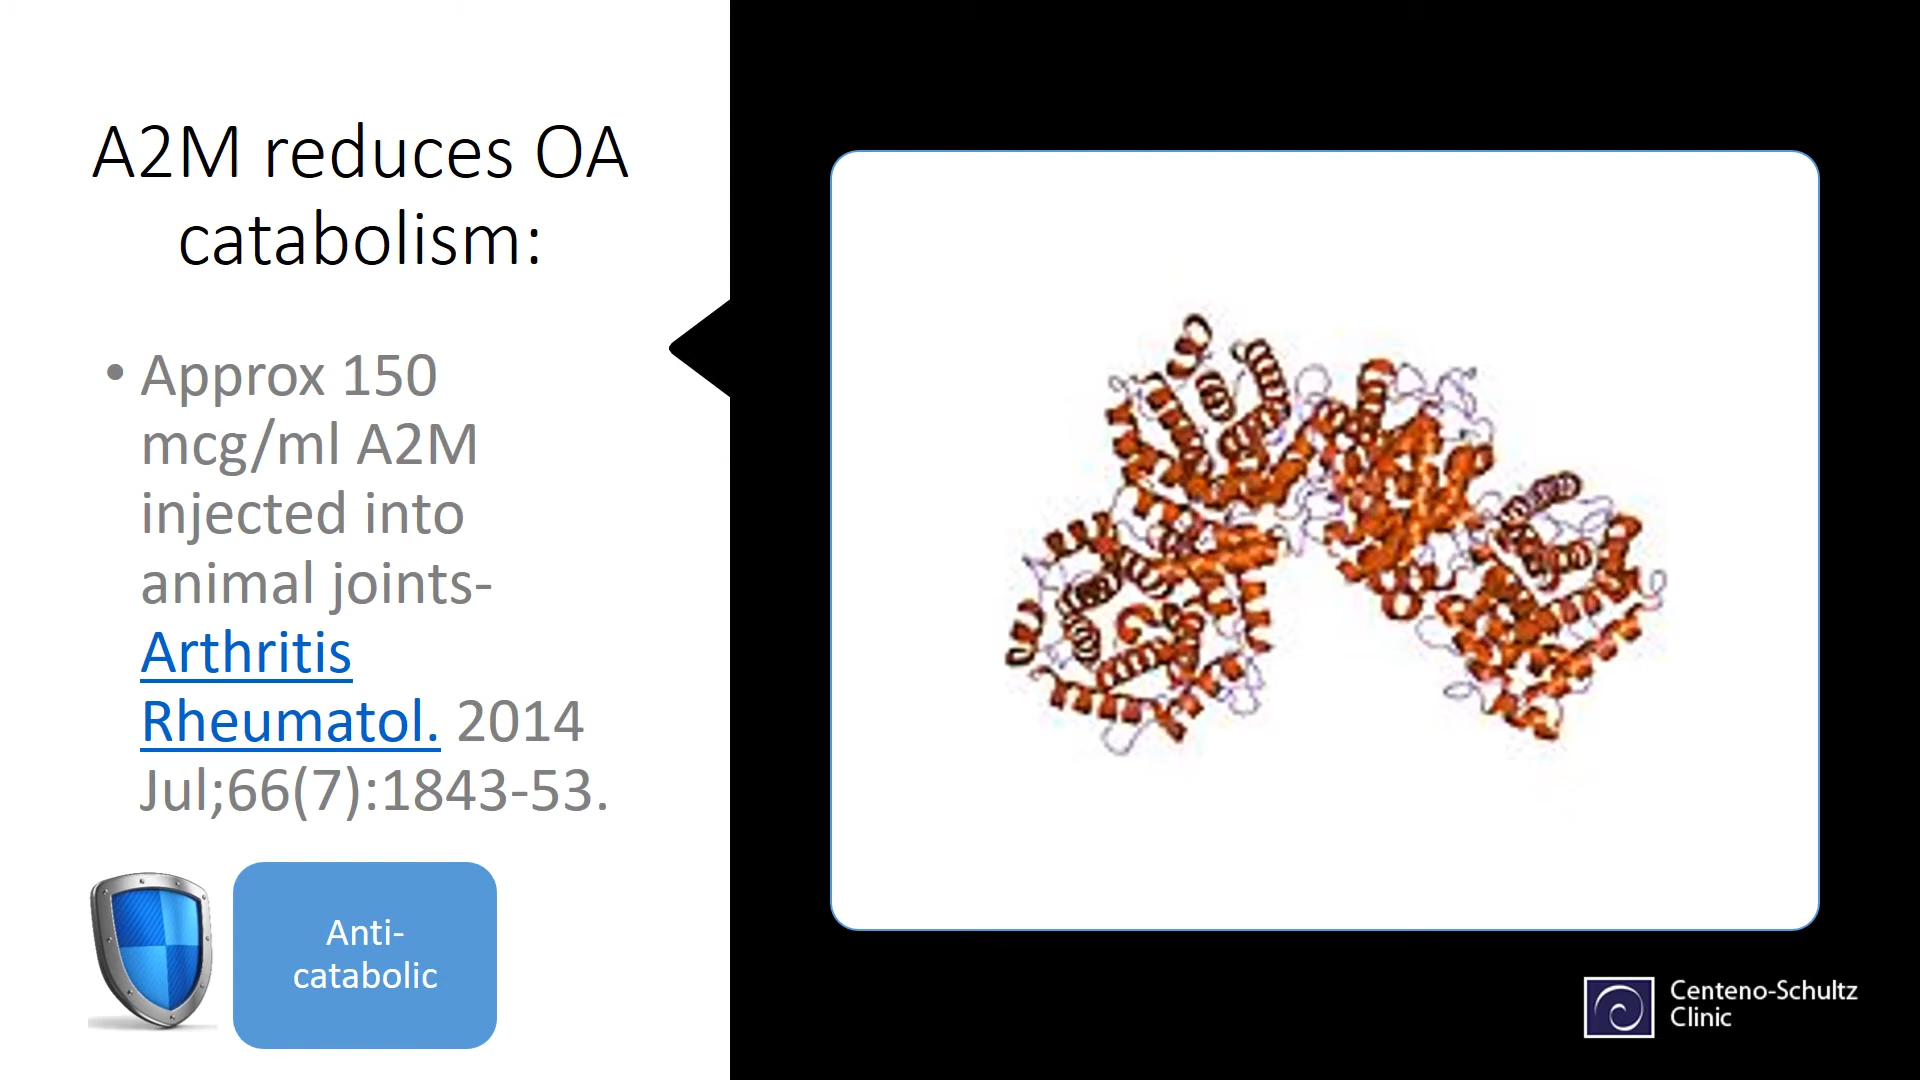 A2M reduces OA
catabolism:
• Approx 150
mcg/ml A2M
injected into
animal joints-
Arthritis
Rheumatol. 2014
Jul;66(7):1843-53.
Anti-
catabolic
Centeno-Schultz
Clinic